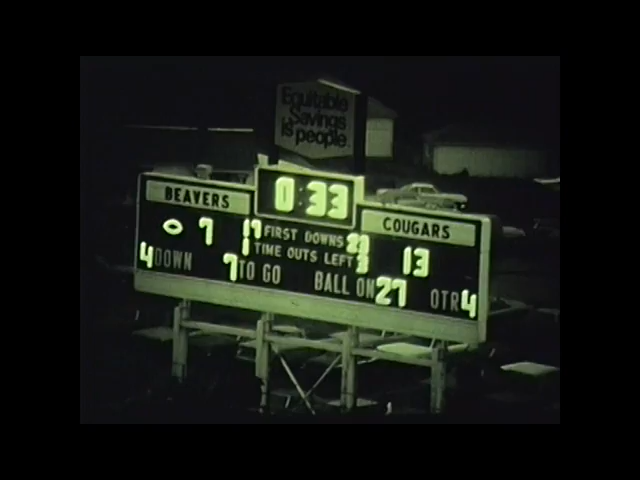 Equitable
Savings
is people.
BEAVERS 0:33 COUGARS
7 17 FIRST DOWNS 13
1 TIME OUTS LEFT 3
4 DOWN 7 TO GO BALL ON 27 QTR 4